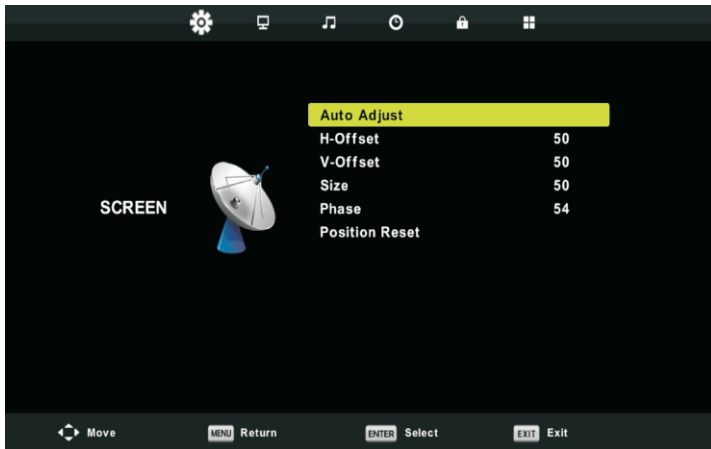 Auto Adjust
H-Offset 50
V-Offset 50
Size 50
SCREEN
Phase 54
Position Reset
Move MENU Return ENTER Select EXIT Exit